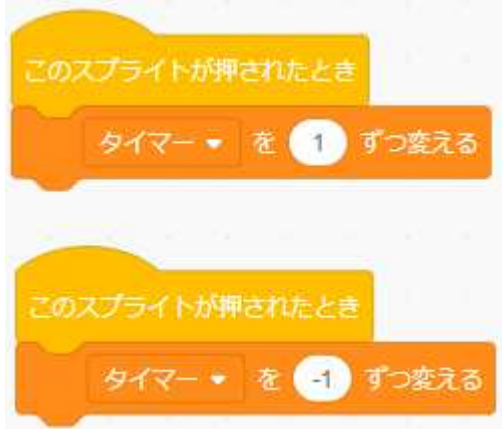 このスプライトが押されたとき
タイマー を 1 ずつ変える
このスプライトが押されたとき
タイマー を -1 ずつ変える